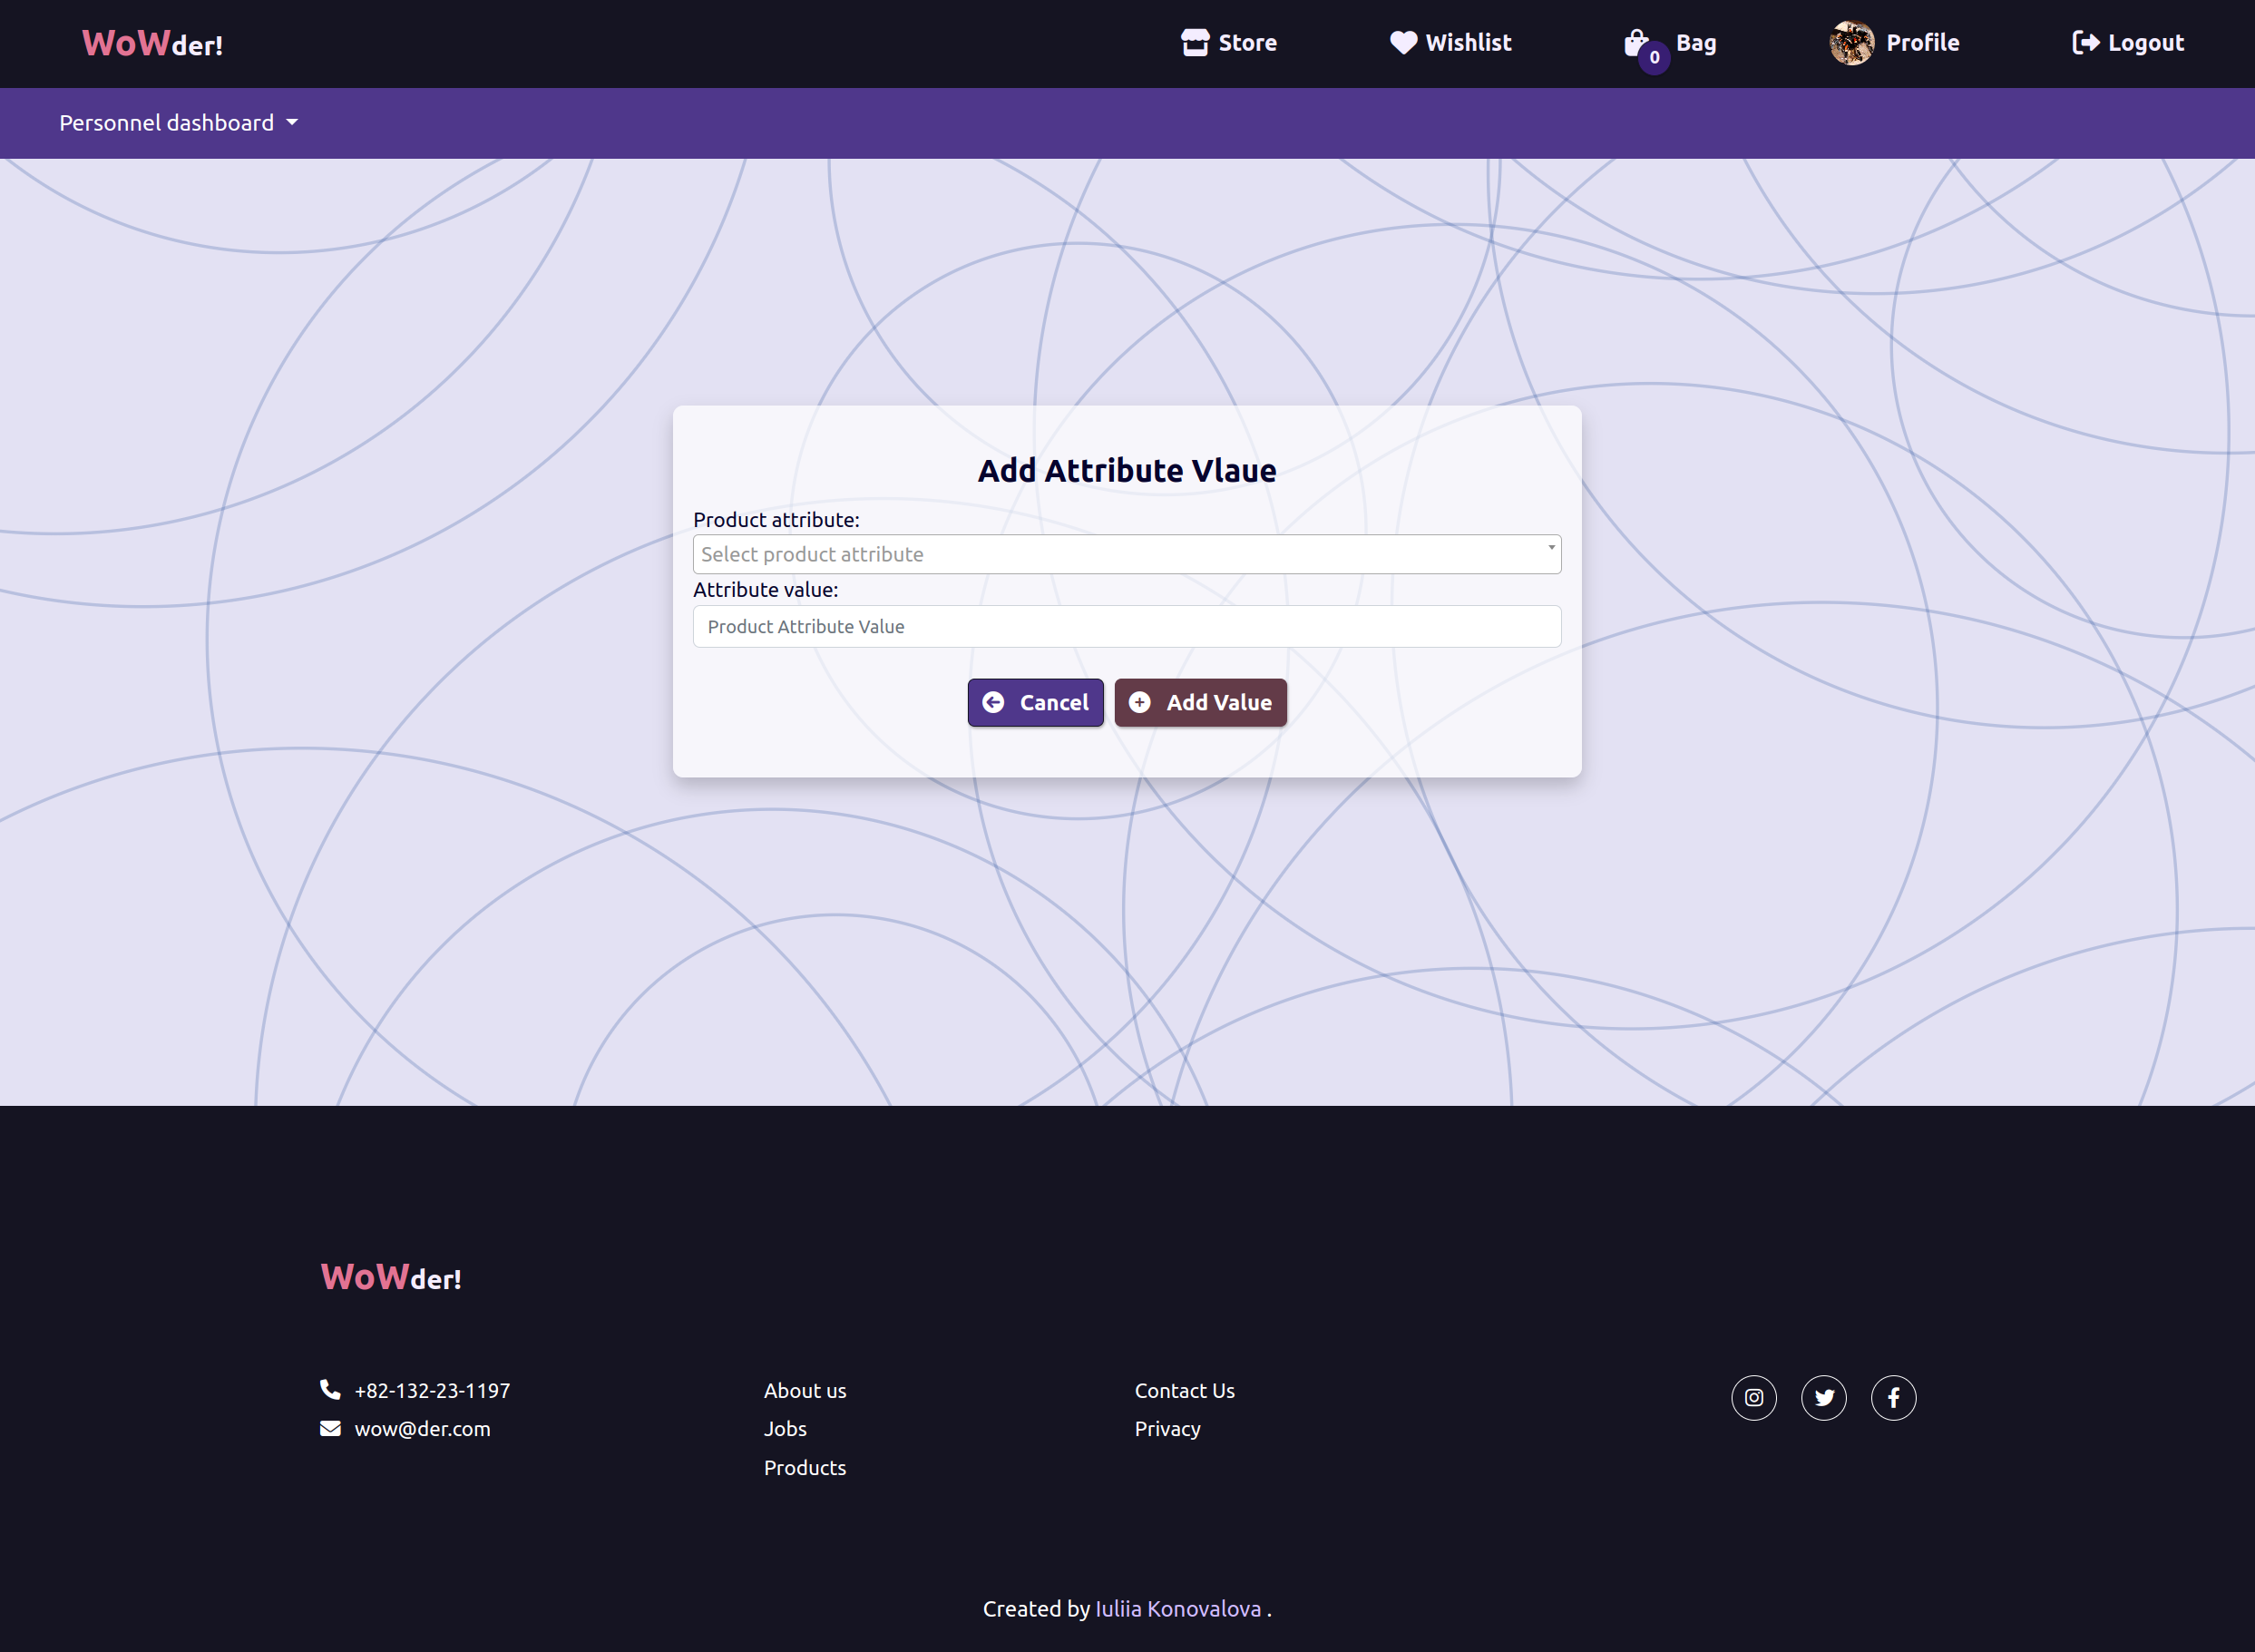 WoWder!
Store
Wishlist
0
Bag
Profile
Logout
Personnel dashboard
Add Attribute Vlaue
Product attribute:
Select product attribute
Attribute value:
Product Attribute Value
Cancel
Add Value
WoWder!
+82-132-23-1197
wow@der.com
About us
Jobs
Products
Contact Us
Privacy
Created by Iuliia Konovalova .